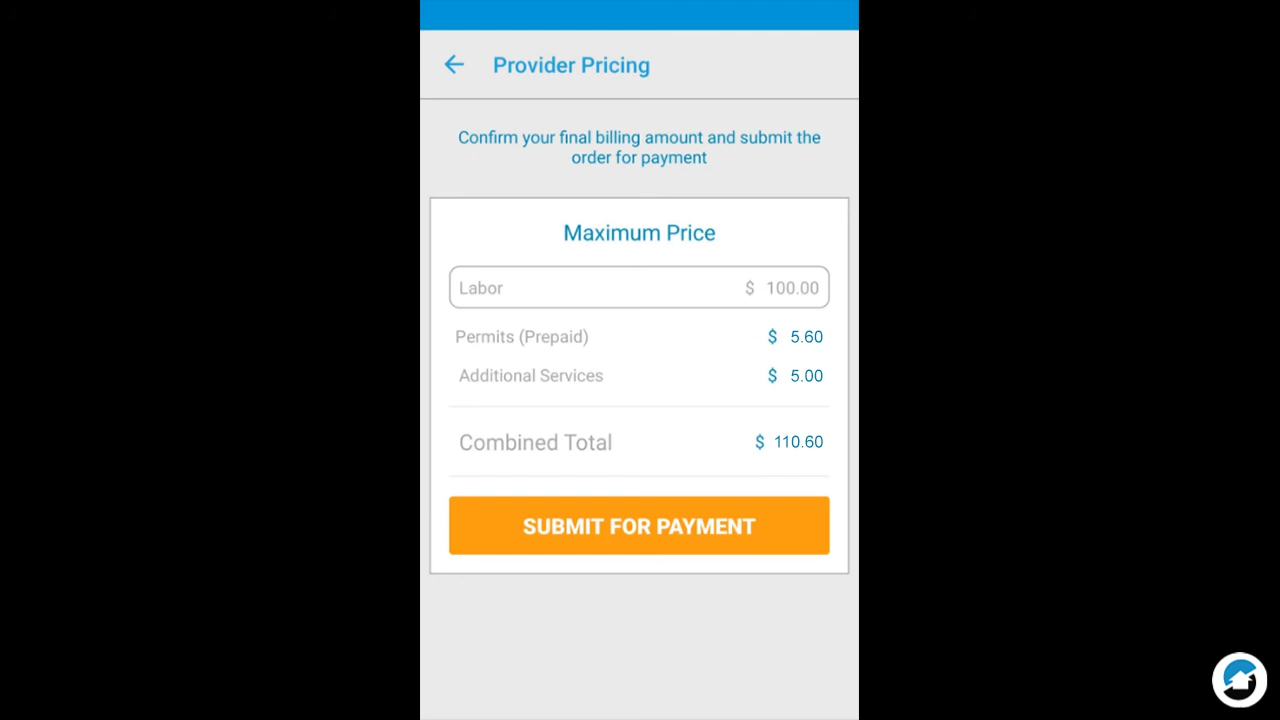 Provider Pricing
Confirm your final billing amount and submit the
order for payment
Maximum Price
Labor $ 100.00
Permits (Prepaid) $ 5.60
Additional Services $ 5.00
Combined Total $ 110.60
SUBMIT FOR PAYMENT